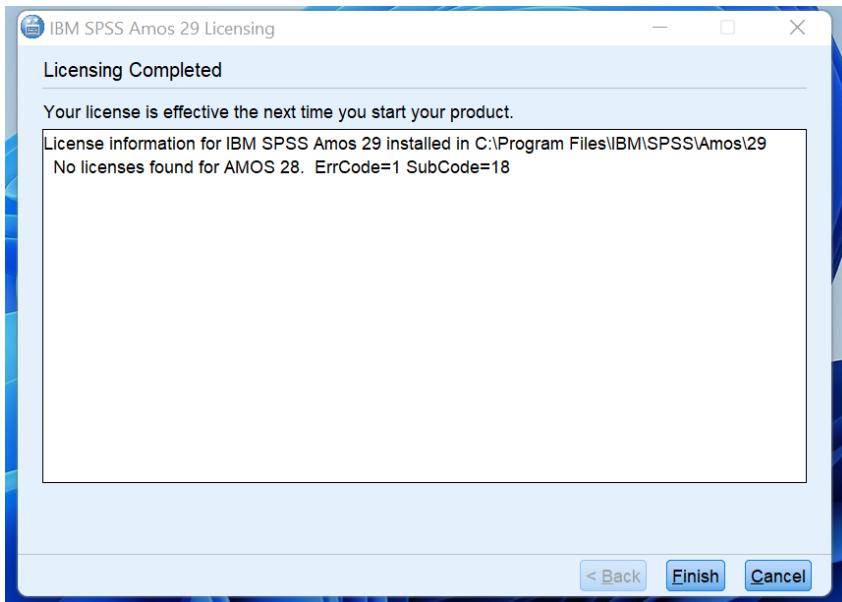 IBM SPSS Amos 29 Licensing
Licensing Completed
Your license is effective the next time you start your product.
License information for IBM SPSS Amos 29 installed in C:\Program Files\IBM\SPSS\Amos\29
No licenses found for AMOS 28.  ErrCode=1 SubCode=18
< Back Finish Cancel